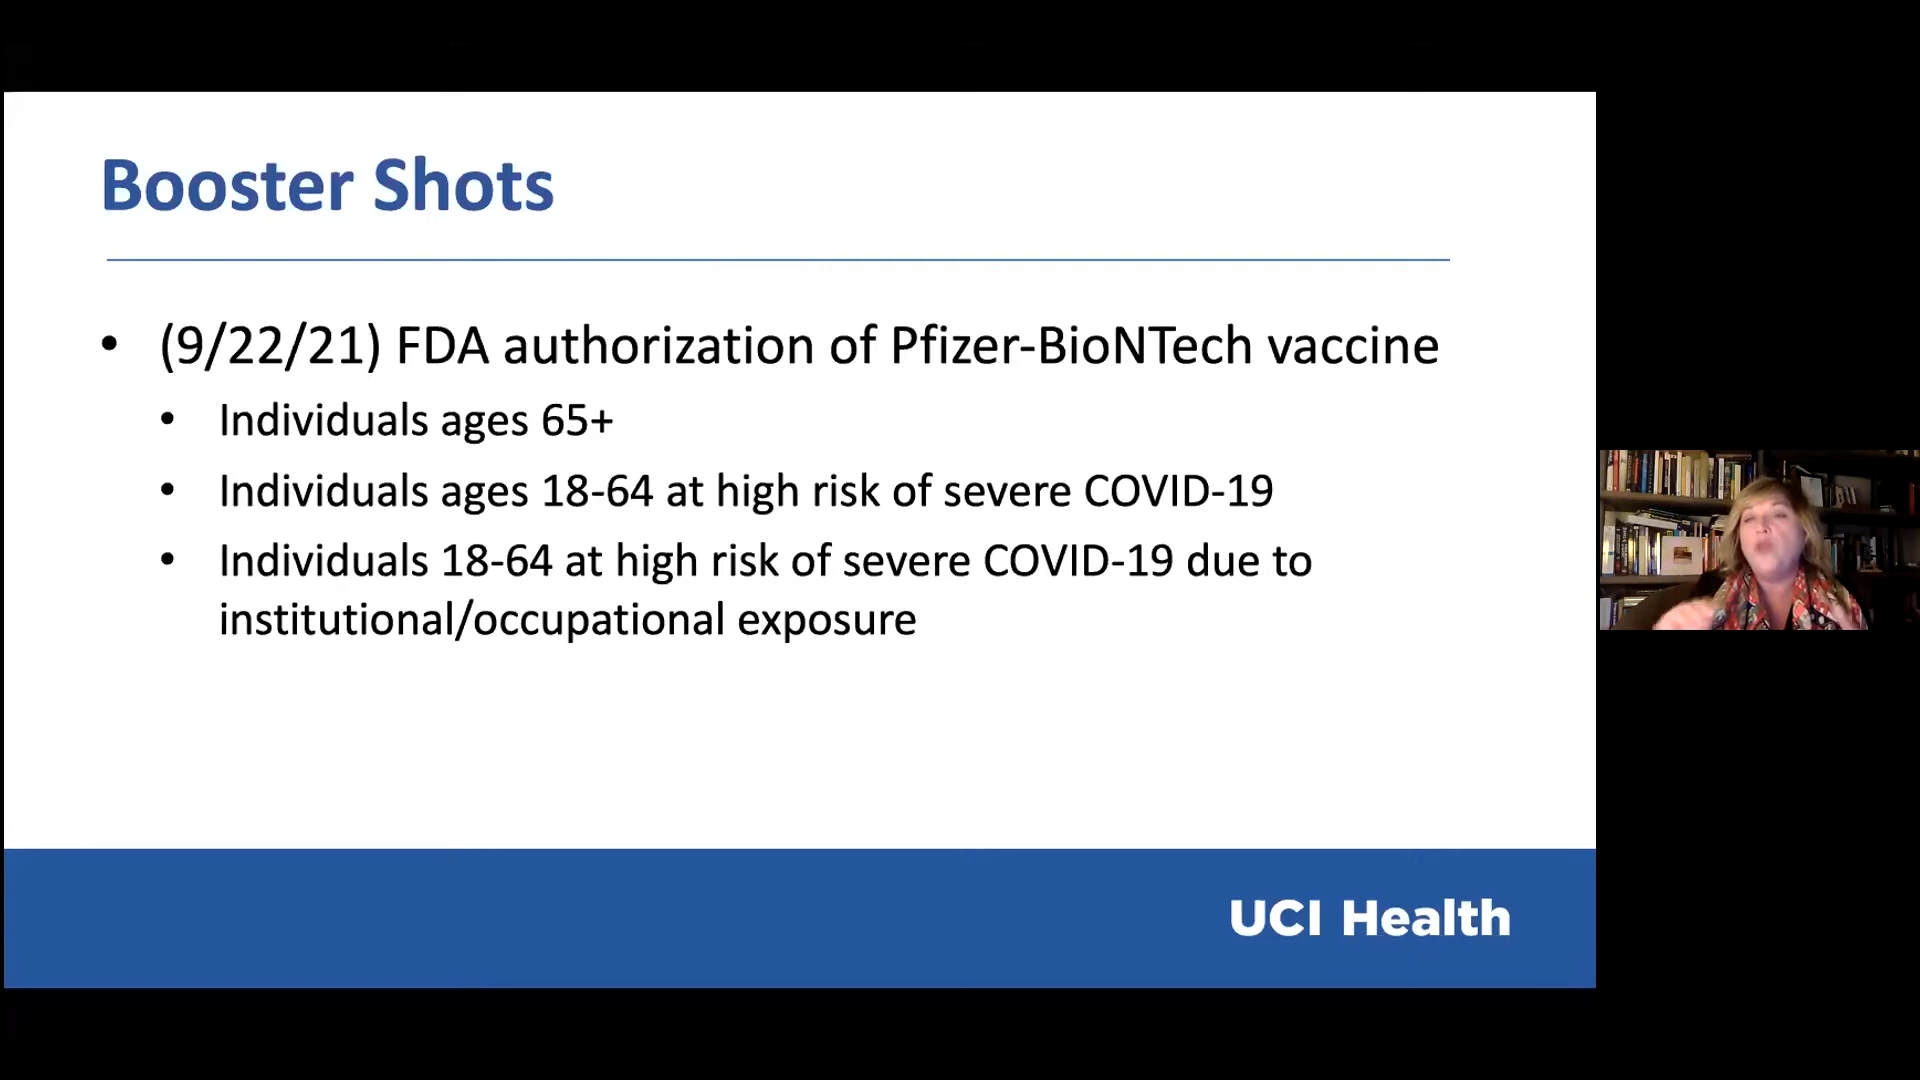 Booster Shots
• (9/22/21) FDA authorization of Pfizer-BioNTech vaccine
• Individuals ages 65+
• Individuals ages 18-64 at high risk of severe COVID-19
• Individuals 18-64 at high risk of severe COVID-19 due to
institutional/occupational exposure
UCI Health